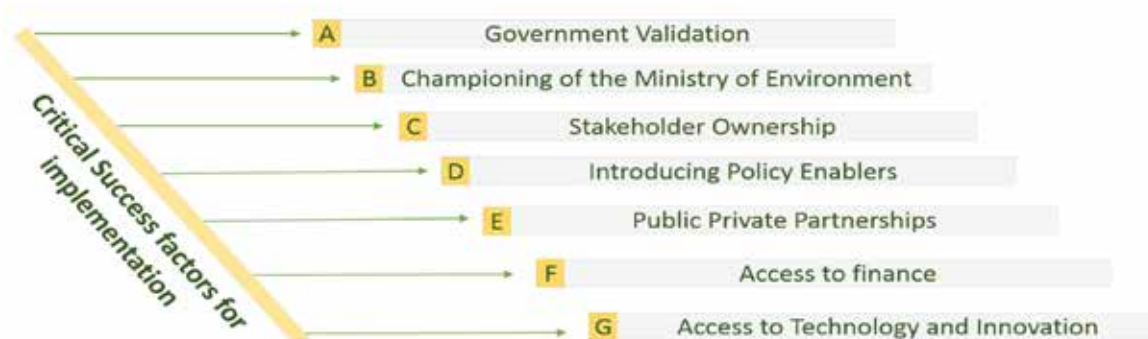 A Government Validation
B Championing of the Ministry of Environment
C Stakeholder Ownership
D Introducing Policy Enablers
E Public Private Partnerships
F Access to finance
G Access to Technology and Innovation
Critical Success factors for
implementation